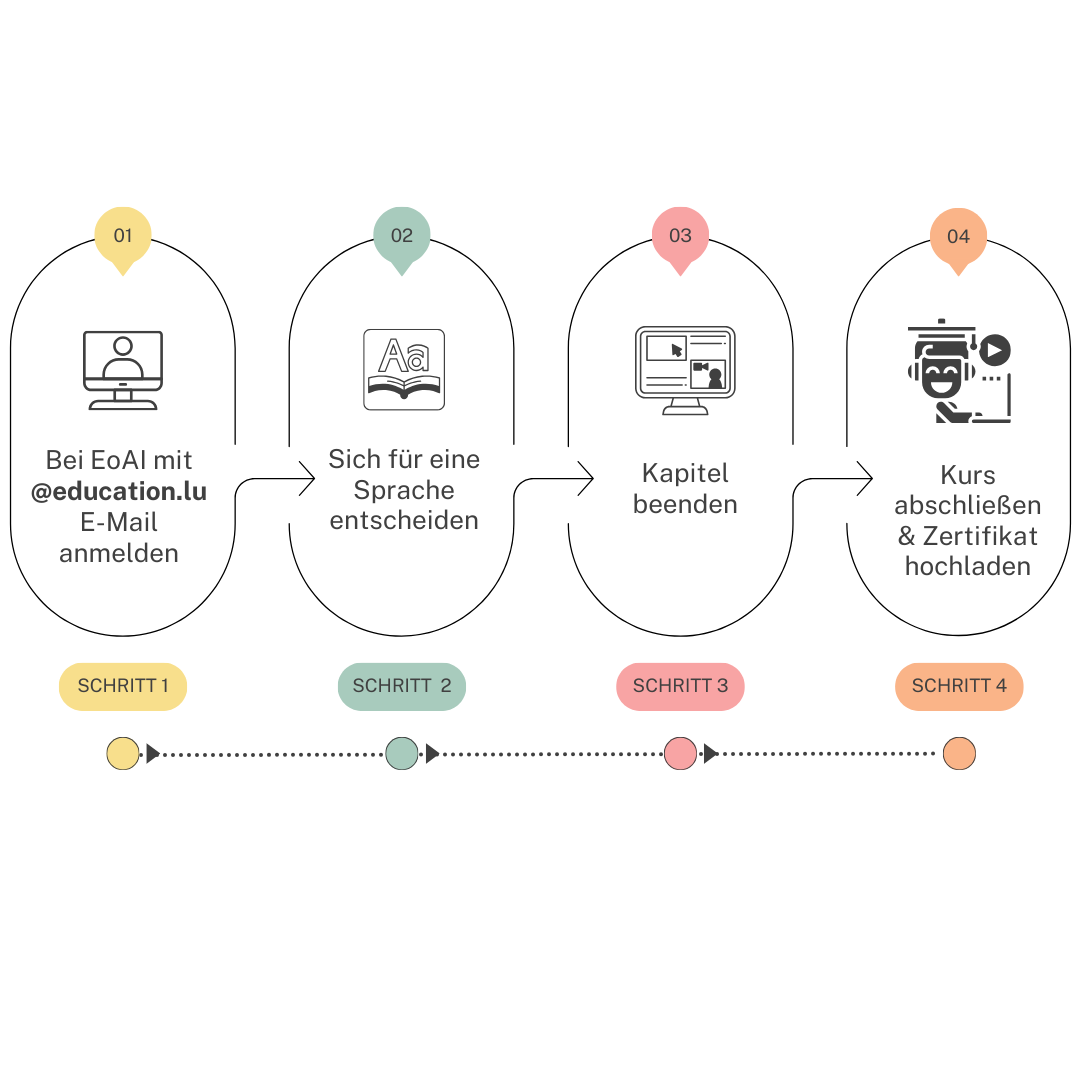 01
Bei EoAI mit
@education.lu
E-Mail
anmelden
SCHRITT 1
02
Aa
Sich für eine
Sprache
entscheiden
SCHRITT 2
03
Kapitel
beenden
SCHRITT 3
04
Kurs
abschließen
& Zertifikat
hochladen
SCHRITT 4